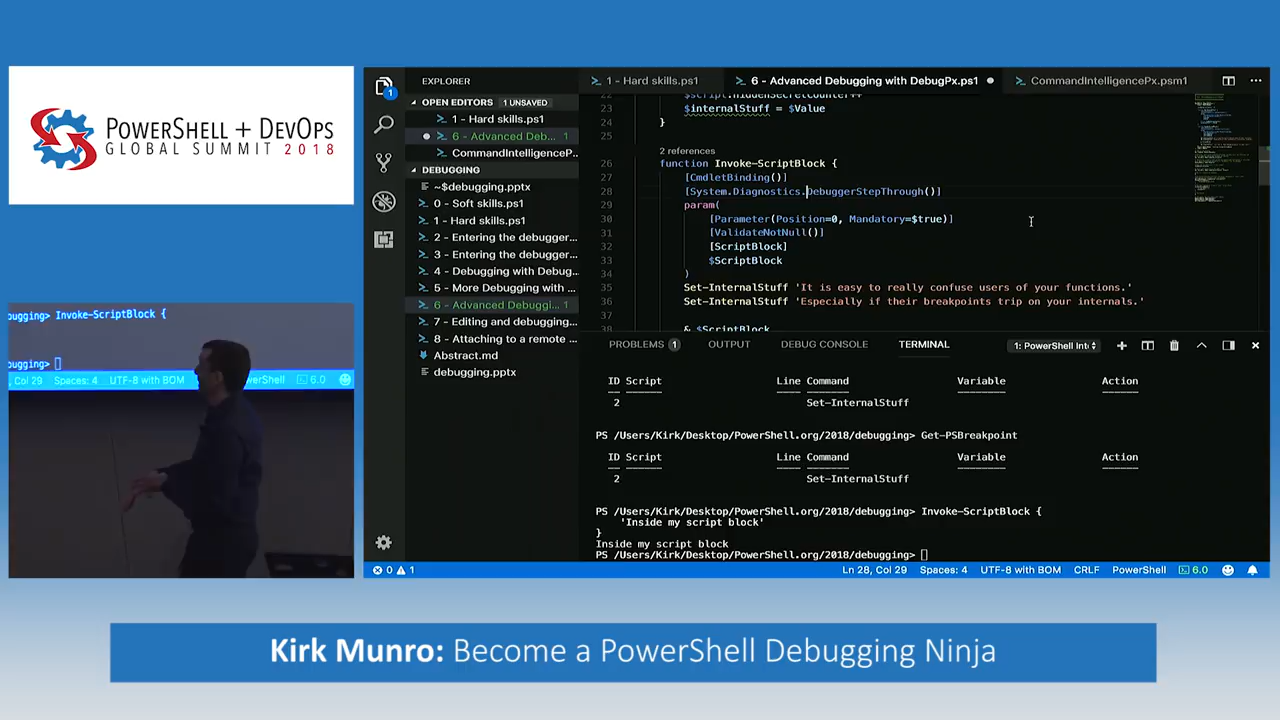 POWERSHELL + DEVOPS
GLOBAL SUMMIT 2018
ugging> Invoke-ScriptBlock {
ugging>
, Col 29 Spaces: 4 UTF-8 with BOM erShell 6.0
EXPLORER
OPEN EDITORS 1 UNSAVED
1 - Hard skills.ps1
6 - Advanced Deb... 1
CommandIntelligenceP...
DEBUGGING
~$debugging.pptx
0 - Soft skills.ps1
1 - Hard skills.ps1
2 - Entering the debugger...
3 - Entering the debugger...
4 - Debugging with Debug...
5 - More Debugging with ...
6 - Advanced Debuggi... 1
7 - Editing and debugging...
8 - Attaching to a remote ...
Abstract.md
debugging.pptx
1
1 - Hard skills.ps1 6 - Advanced Debugging with DebugPx.ps1 CommandIntelligencePx.psm1
22 $script:HiddenSecretCounter++
23 $internalStuff = $Value
24 }
25
2 references
26 function Invoke-ScriptBlock {
27 [CmdletBinding()]
28 [System.Diagnostics.DebuggerStepThrough()]
29 param(
30 [Parameter(Position=0, Mandatory=$true)]
31 [ValidateNotNull()]
32 [ScriptBlock]
33 $ScriptBlock
34 )
35 Set-InternalStuff 'It is easy to really confuse users of your functions.'
36 Set-InternalStuff 'Especially if their breakpoints trip on your internals.'
37
38 & $ScriptBlock
PROBLEMS 1 OUTPUT DEBUG CONSOLE TERMINAL 1: PowerShell Int
ID Script Line Command Variable Action
2 Set-InternalStuff
PS /Users/Kirk/Desktop/PowerShell.org/2018/debugging> Get-PSBreakpoint
ID Script Line Command Variable Action
2 Set-InternalStuff
PS /Users/Kirk/Desktop/PowerShell.org/2018/debugging> Invoke-ScriptBlock {
'Inside my script block'
}
Inside my script block
PS /Users/Kirk/Desktop/PowerShell.org/2018/debugging>
0 1 Ln 28, Col 29 Spaces: 4 UTF-8 with BOM CRLF PowerShell 6.0
Kirk Munro: Become a PowerShell Debugging Ninja